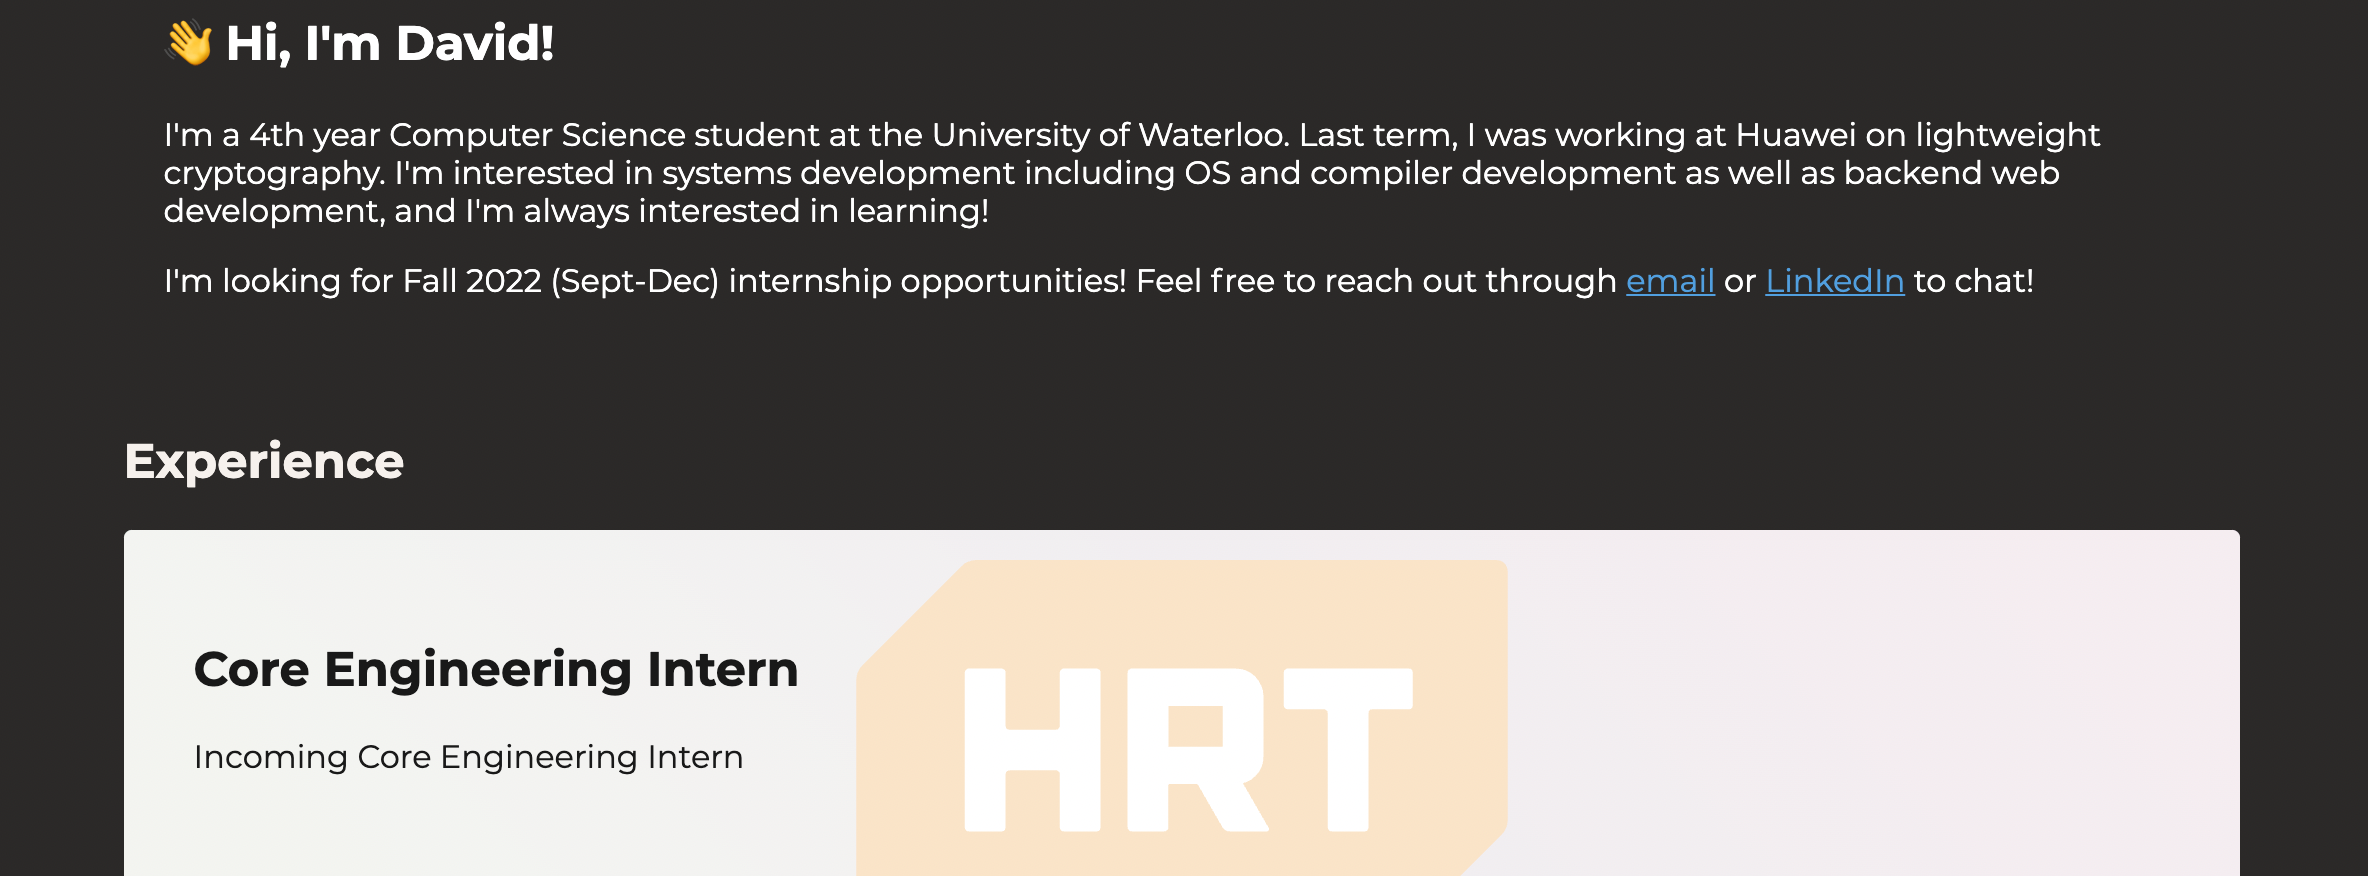 👋 Hi, I'm David!
I'm a 4th year Computer Science student at the University of Waterloo. Last term, I was working at Huawei on lightweight
cryptography. I'm interested in systems development including OS and compiler development as well as backend web
development, and I'm always interested in learning!
I'm looking for Fall 2022 (Sept-Dec) internship opportunities! Feel free to reach out through email or LinkedIn to chat!
Experience
Core Engineering Intern
Incoming Core Engineering Intern
HRT